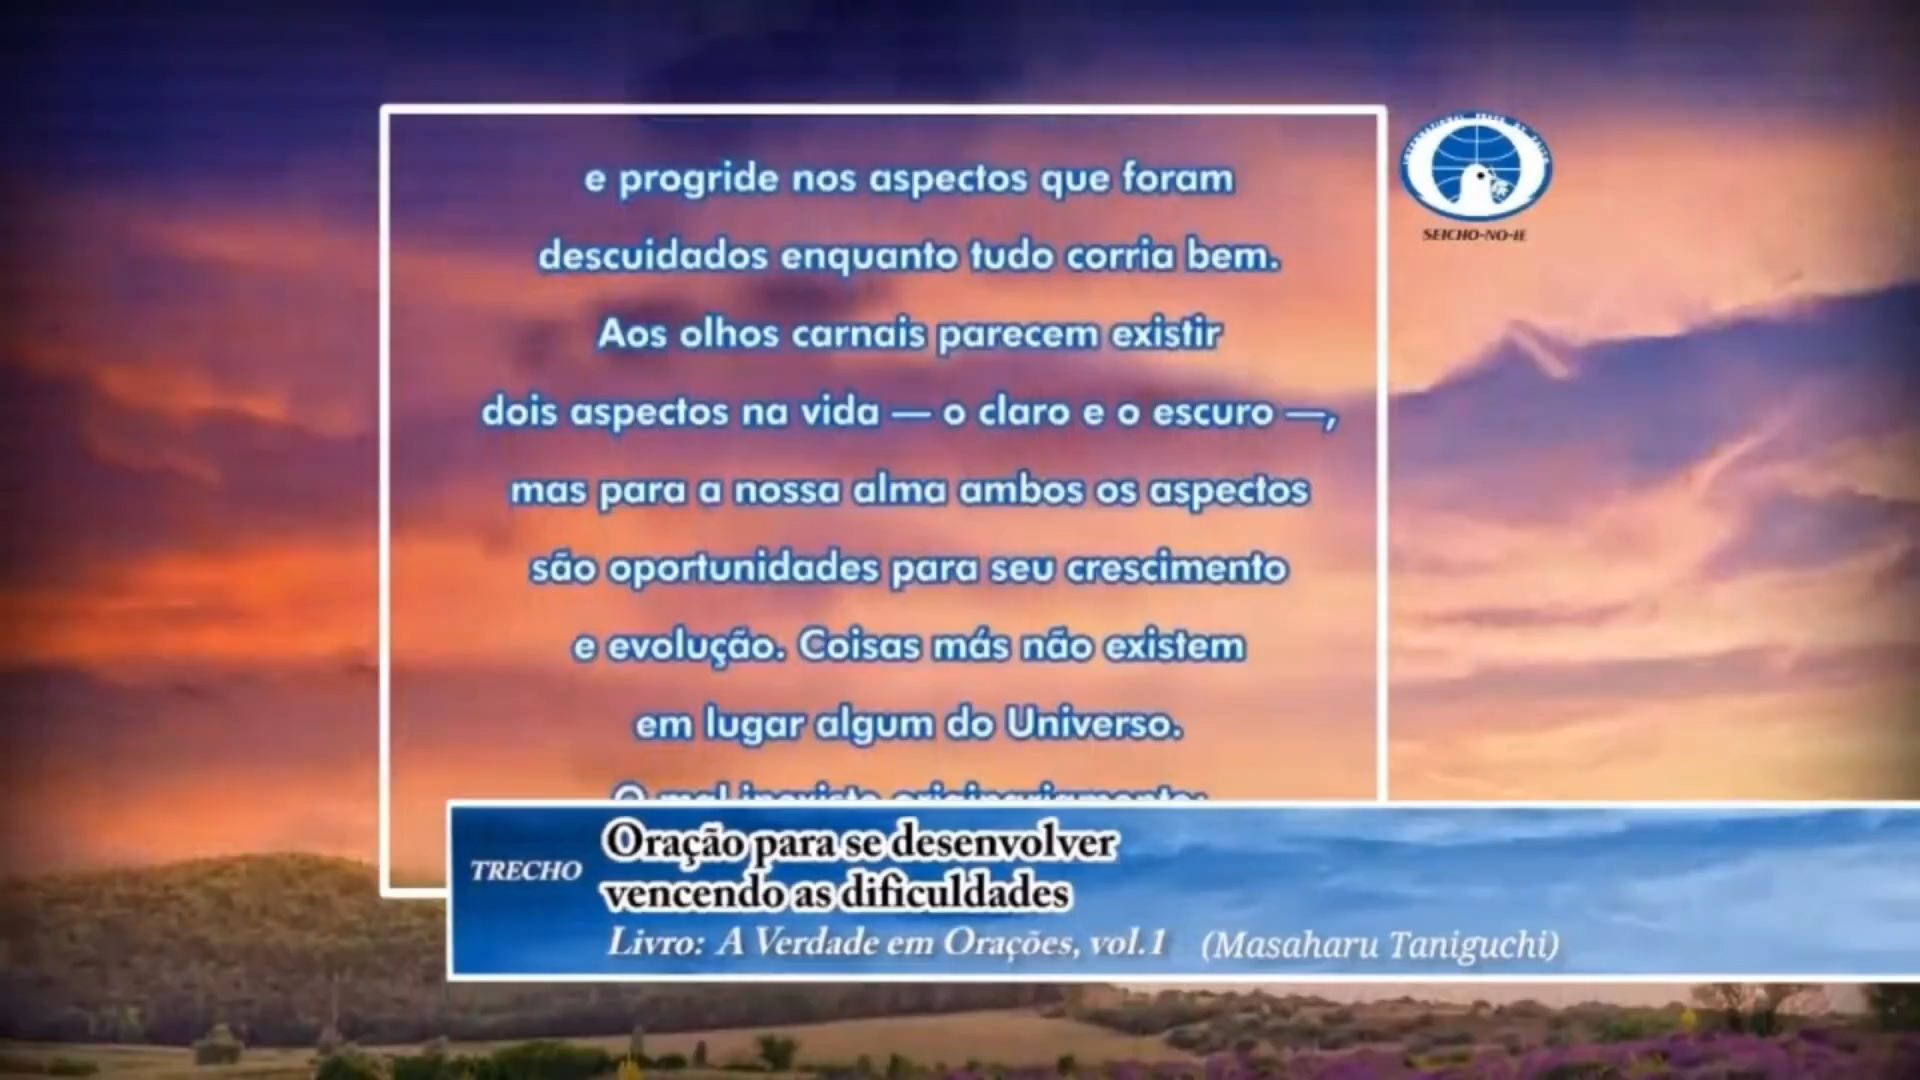 e progride nos aspectos que foram
descuidados enquanto tudo corria bem.
Aos olhos carnais parecem existir
dois aspectos na vida — o claro e o escuro —,
mas para a nossa alma ambos os aspectos
são oportunidades para seu crescimento
e evolução. Coisas más não existem
em lugar algum do Universo.
O mal inexiste originariamente;
SEICHO-NO-IE
TRECHO
Oração para se desenvolver
vencendo as dificuldades
Livro: A Verdade em Orações, vol.1 (Masaharu Taniguchi)